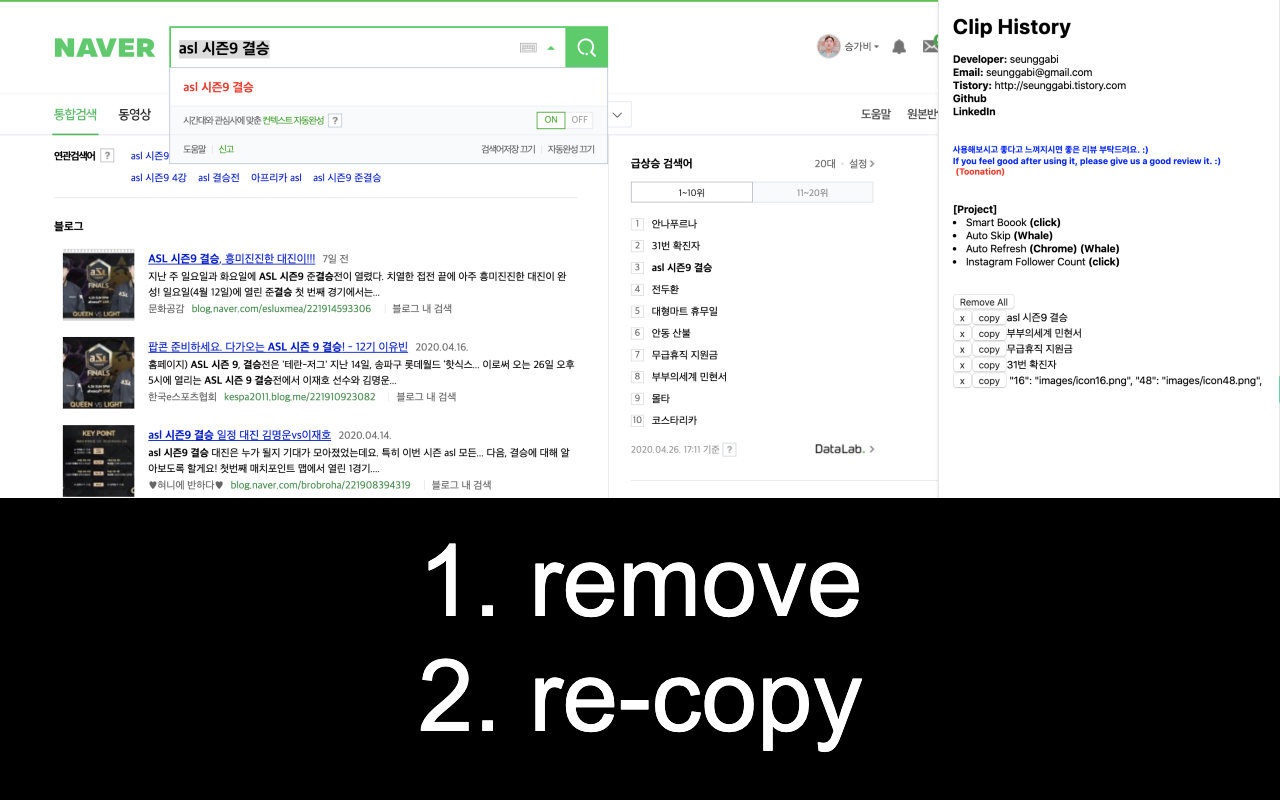 NAVER
asl 시즌9 결승
승가비
asl 시즌9 결승
시간대와 관심사에 맞춘 컨텍스트 자동완성 ? ON OFF
도움말 신고 검색어저장 끄기 자동완성 끄기
통합검색 동영상 도움말 원본반
연관검색어 ? asl 시즌9
asl 시즌9 4강 asl 결승전 아프리카 asl asl 시즌9 준결승
블로그
ASL 시즌9 결승, 흥미진진한 대진이!!! 7일 전
지난 주 일요일과 화요일에 ASL 시즌9 준결승전이 열렸다. 치열한 접전 끝에 아주 흥미진진한 대진이 완
성! 일요일(4월 12일)에 열린 준결승 첫 번째 경기에서는...
문화공감 blog.naver.com/esluxmea/221914593306 블로그 내 검색
aSL
FINALS
QUEEN VS LIGHT
팝콘 준비하세요. 다가오는 ASL 시즌 9 결승! - 12기 이유빈 2020.04.16.
홈페이지) ASL 시즌 9, 결승전은 '테란-저그' 지난 14일, 송파구 롯데월드 '핫식스... 이로써 오는 26일 오후
5시에 열리는 ASL 시즌 9 결승전에서 이재호 선수와 김명운...
한국e스포츠협회 kespa2011.blog.me/221910923082 블로그 내 검색
aSL
FINALS
QUEEN VS LIGHT
asl 시즌9 결승 일정 대진 김명운vs이재호 2020.04.14.
asl 시즌9 결승 대진은 누가 될지 기대가 모아졌었는데요. 특히 이번 시즌 asl 모든... 다음, 결승에 대해 알
아보도록 할게요! 첫번째 매치포인트 맵에서 열린 1경기....
♥혀니에 반하다♥ blog.naver.com/brobroha/221908394319 블로그 내 검색
KEY POINT
급상승 검색어 20대 설정
1~10위 11~20위
1 안나푸르나
2 31번 확진자
3 asl 시즌9 결승
4 전두환
5 대형마트 휴무일
6 안동 산불
7 무급휴직 지원금
8 부부의세계 민현서
9 몰타
10 코스타리카
2020.04.26. 17:11 기준 ? DataLab.
Clip History
Developer: seunggabi
Email: seunggabi@gmail.com
Tistory: http://seunggabi.tistory.com
Github
LinkedIn
사용해보시고 좋다고 느껴지시면 좋은 리뷰 부탁드려요. :)
If you feel good after using it, please give us a good review it. :)
(Toonation)
[Project]
• Smart Boook (click)
• Auto Skip (Whale)
• Auto Refresh (Chrome) (Whale)
• Instagram Follower Count (click)
Remove All
x copy asl 시즌9 결승
x copy 부부의세계 민현서
x copy 무급휴직 지원금
x copy 31번 확진자
x copy "16": "images/icon16.png", "48": "images/icon48.png",
1. remove
2. re-copy